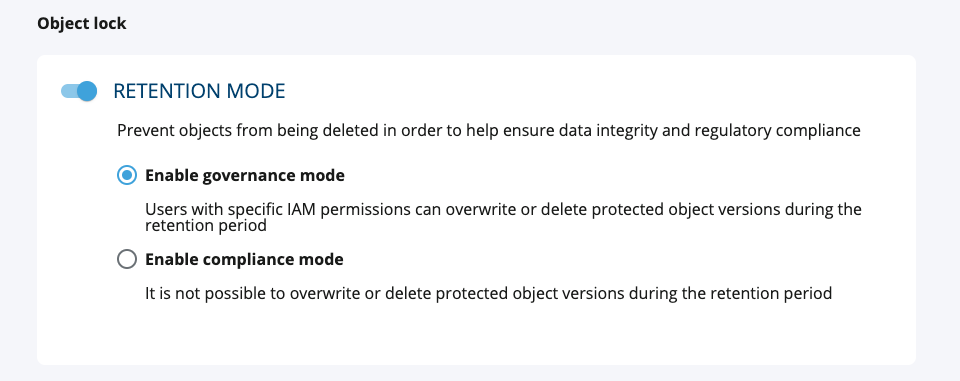 Object lock
RETENTION MODE
Prevent objects from being deleted in order to help ensure data integrity and regulatory compliance
Enable governance mode
Users with specific IAM permissions can overwrite or delete protected object versions during the
retention period
Enable compliance mode
It is not possible to overwrite or delete protected object versions during the retention period